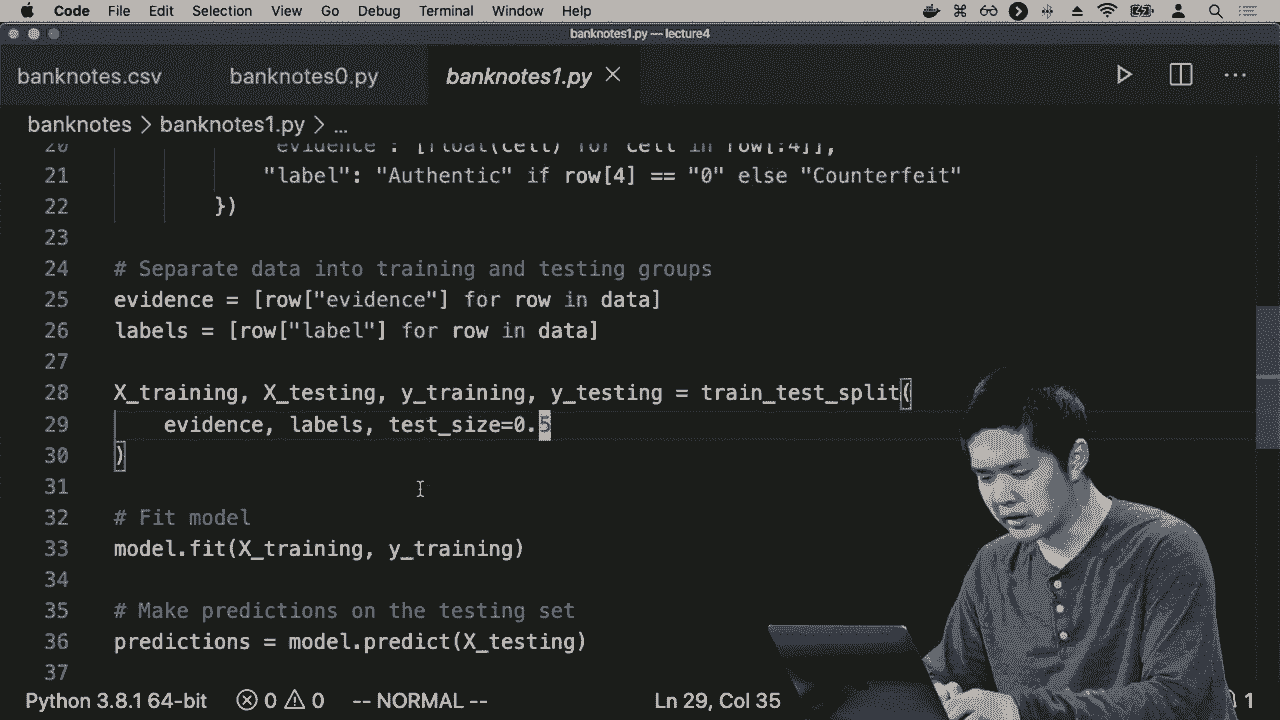 Code File Edit Selection View Go Debug Terminal Window Help
banknotes1.py — lecture4
banknotes.csv banknotes0.py banknotes1.py
banknotes > banknotes1.py > ...
20 "evidence": [float(cell) for cell in row[:4]],
21 "label": "Authentic" if row[4] == "0" else "Counterfeit"
22 })
23
24 # Separate data into training and testing groups
25 evidence = [row["evidence"] for row in data]
26 labels = [row["label"] for row in data]
27
28 X_training, X_testing, y_training, y_testing = train_test_split(
29 evidence, labels, test_size=0.5
30 )
31
32 # Fit model
33 model.fit(X_training, y_training)
34
35 # Make predictions on the testing set
36 predictions = model.predict(X_testing)
37
Python 3.8.1 64-bit 0 0 -- NORMAL -- Ln 29, Col 35 1